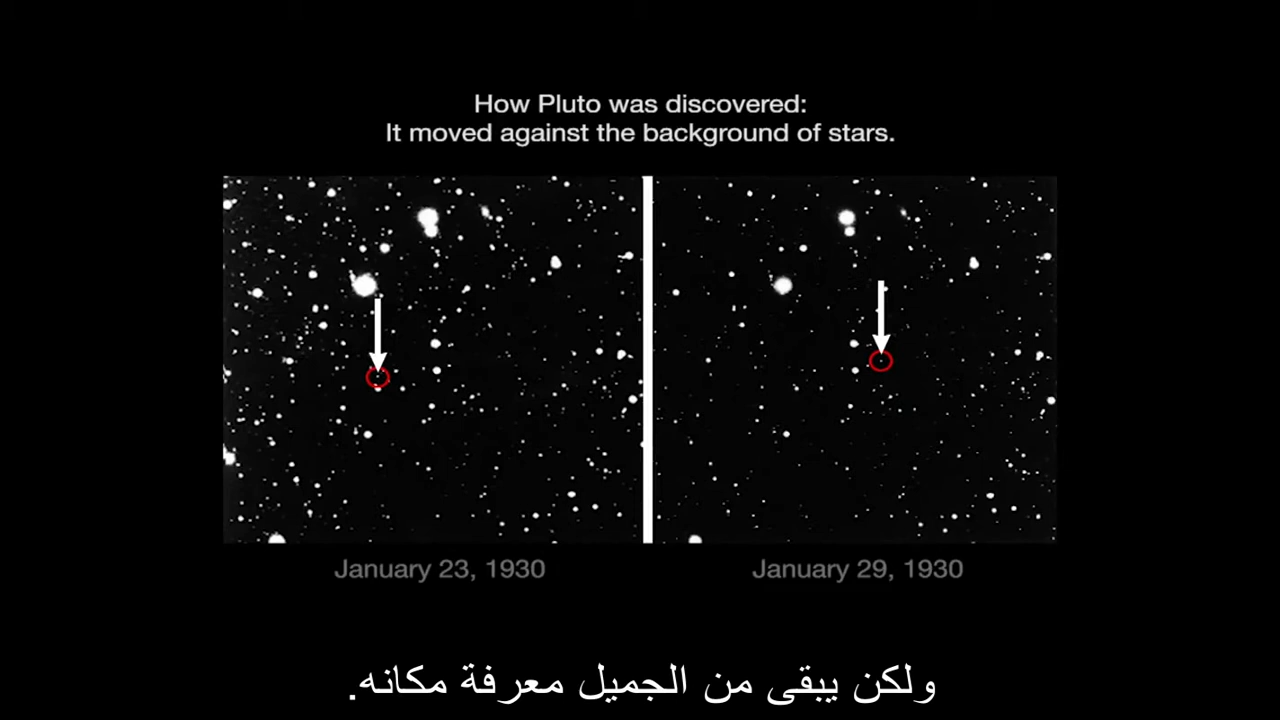 How Pluto was discovered:
It moved against the background of stars.
January 23, 1930
January 29, 1930
ولكن يبقى من الجميل معرفة مكانه.